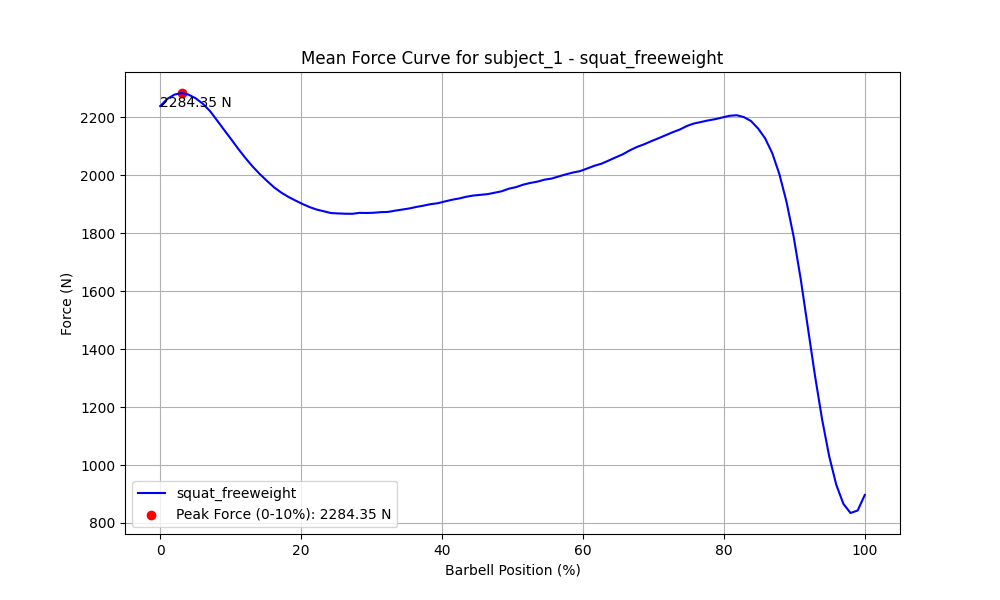 Mean Force Curve for subject_1 - squat_freeweight
2284.35 N
2200
2000
1800
1600
1400
1200
1000
800
Force (N)
squat_freeweight
Peak Force (0-10%): 2284.35 N
0 20 40 60 80 100
Barbell Position (%)